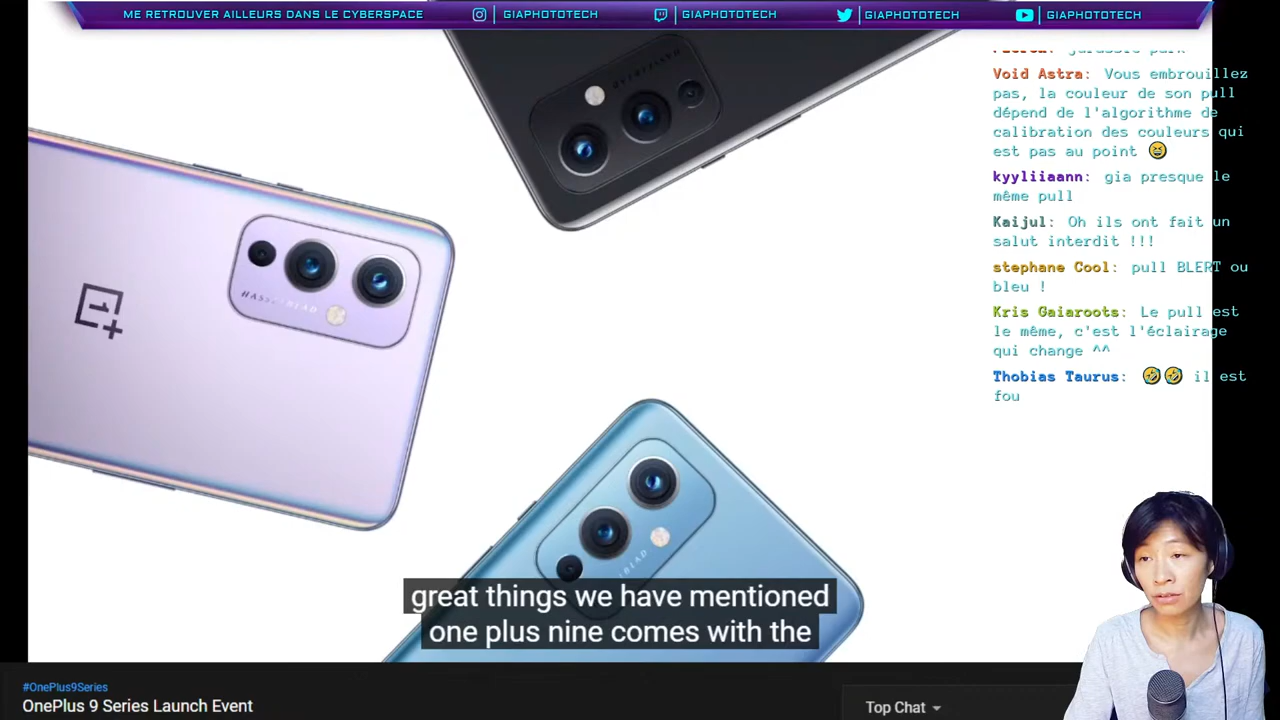 ME RETROUVER AILLEURS DANS LE CYBERSPACE
GIAPHOTOTECH
GIAPHOTOTECH
GIAPHOTOTECH
GIAPHOTOTECH
Void Astra: Vous embrouillez
pas, la couleur de son pull
dépend de l'algorithme de
calibration des couleurs qui
est pas au point 😆
kyyliiaann: gia presque le
même pull
Kaijul: Oh ils ont fait un
salut interdit !!!
stephane Cool: pull BLERT ou
bleu !
Kris Gaiaroots: Le pull est
le même, c'est l'éclairage
qui change ^^
Thobias Taurus: 🤣🤣 il est
fou
HASSELBLAD
great things we have mentioned
one plus nine comes with the
#OnePlus9Series
OnePlus 9 Series Launch Event
Top Chat